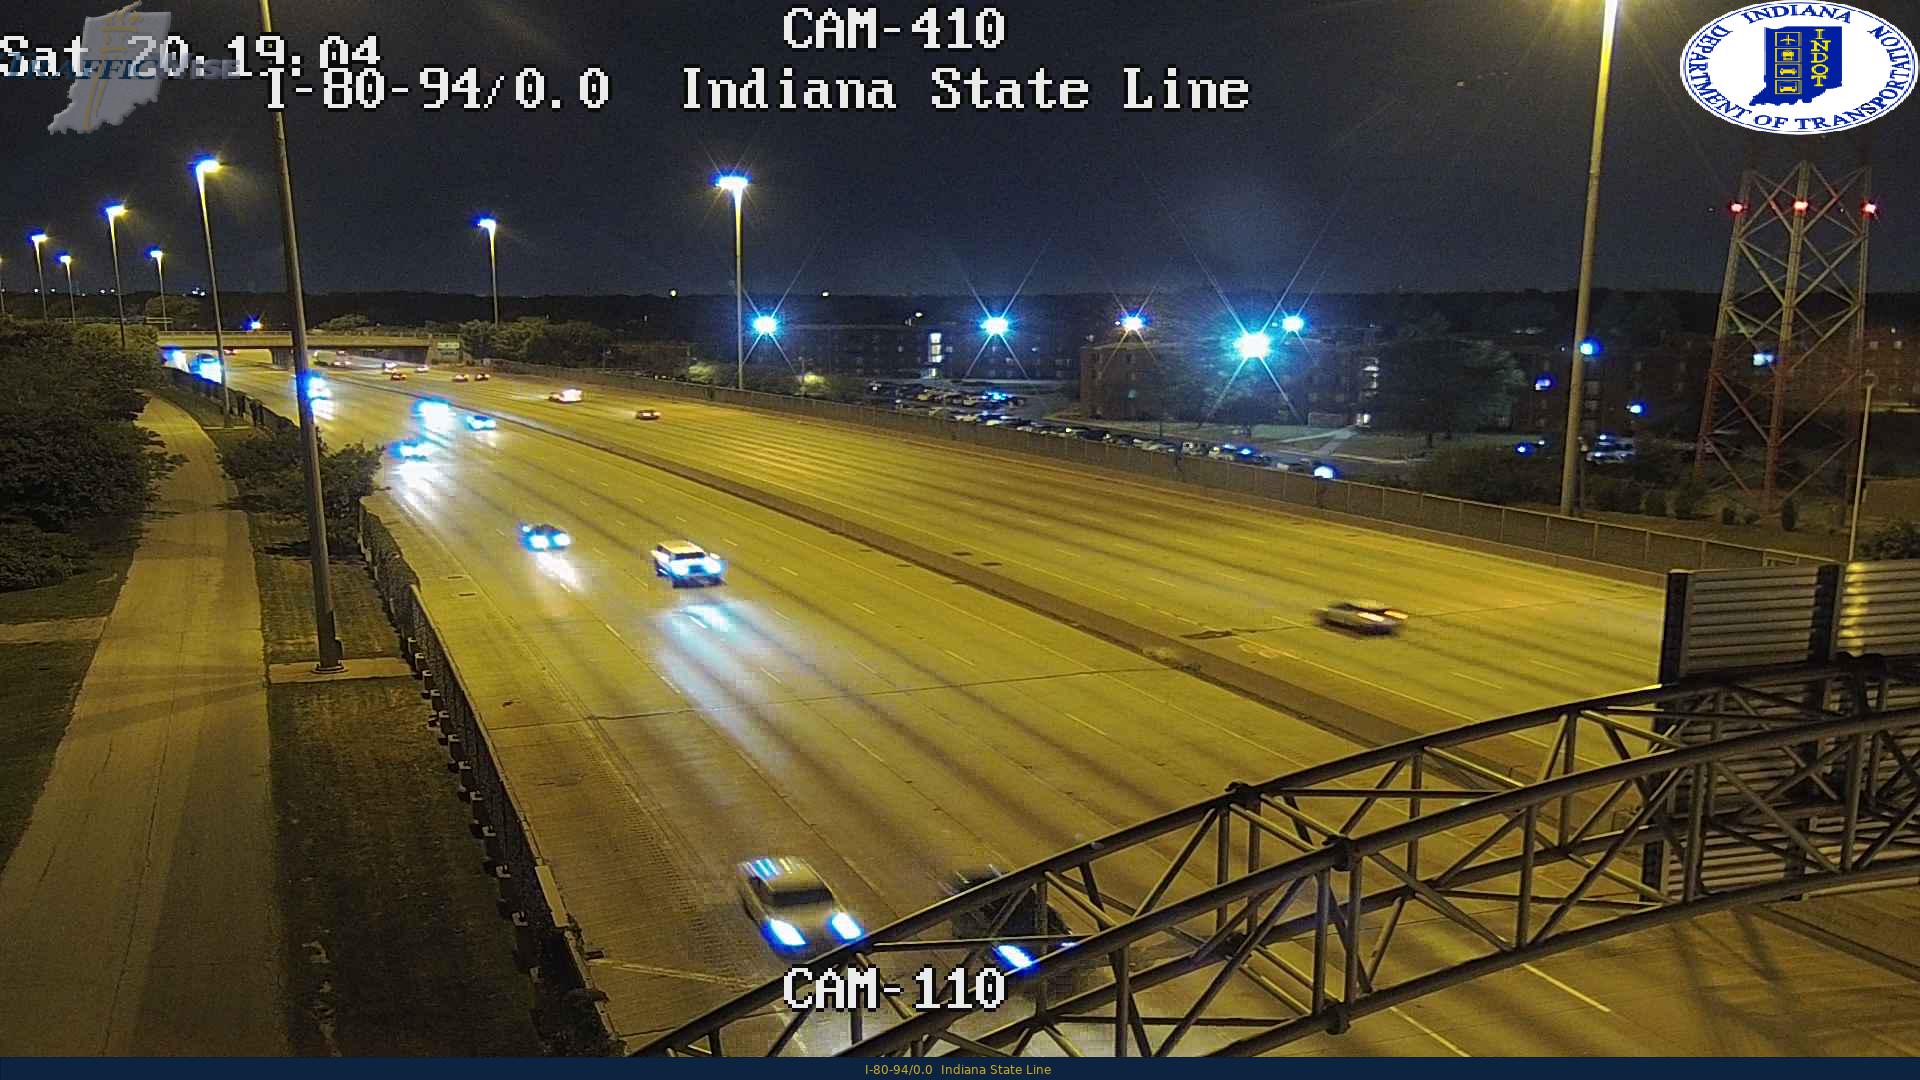 CAM-410
Sat 20:19:04
TRAFFICWISE
I-80-94/0.0 Indiana State Line
INDIANA
DEPARTMENT OF TRANSPORTATION
INDOT
CAM-110
I-80-94/0.0 Indiana State Line